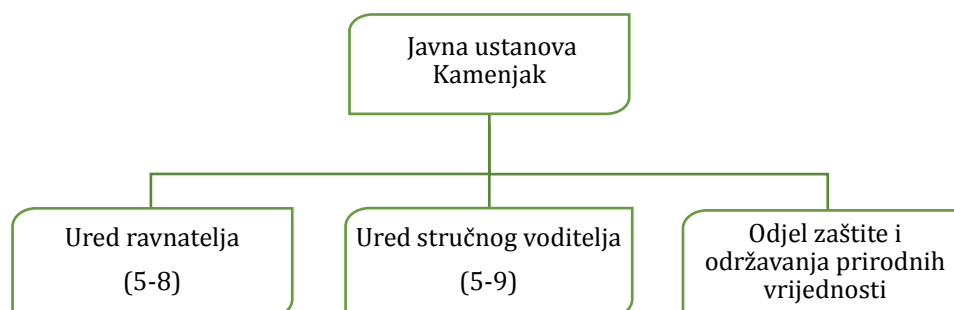 Javna ustanova
Kamenjak
Ured ravnatelja
(5-8)
Ured stručnog voditelja
(5-9)
Odjel zaštite i
održavanja prirodnih
vrijednosti